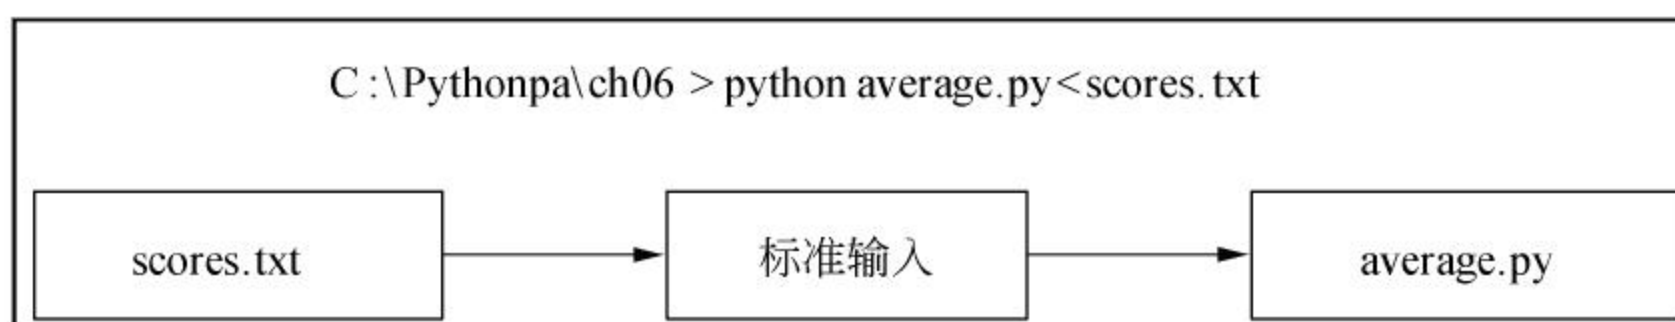 C :\Pythonpa\ch06 >python average.py<scores. txt
scores.txt
标准输入
average.py